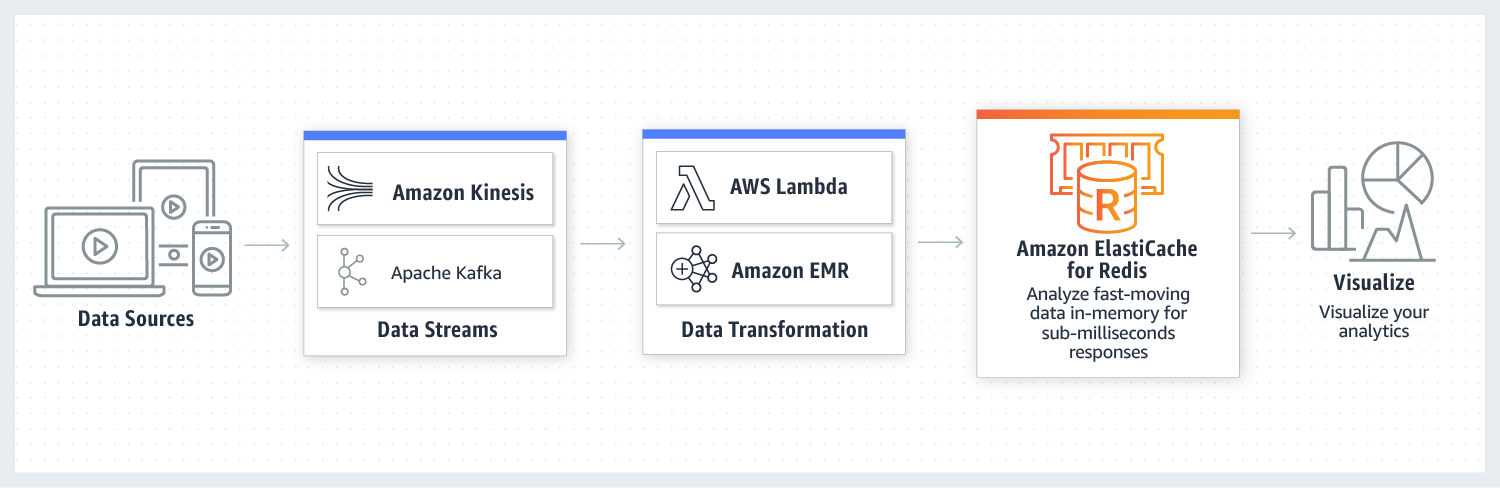 Data Sources
Amazon Kinesis
Apache Kafka
Data Streams
AWS Lambda
Amazon EMR
Data Transformation
R
Amazon ElastiCache
for Redis
Analyze fast-moving
data in-memory for
sub-milliseconds
responses
Visualize
Visualize your
analytics